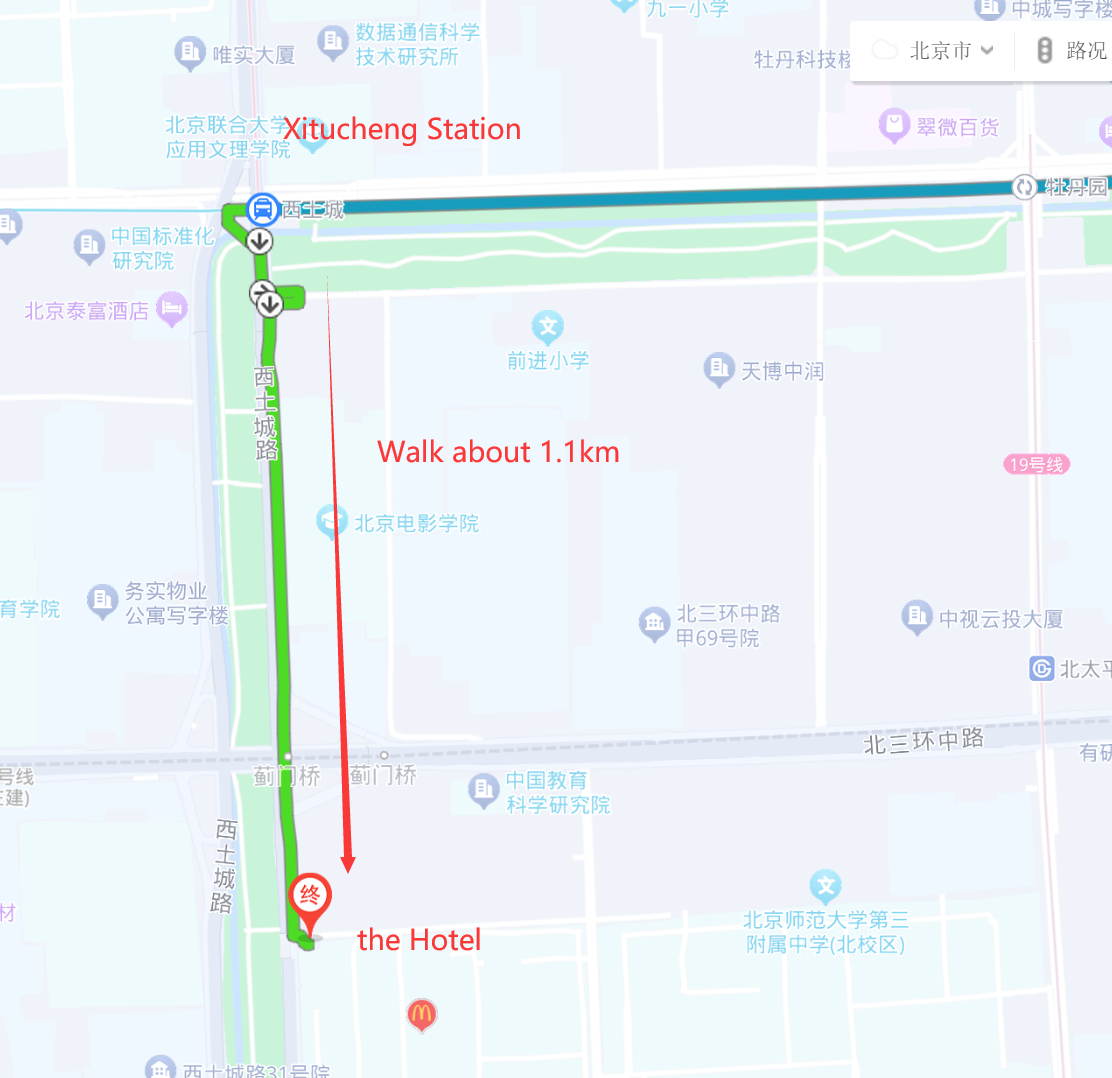 九一小学
中城写字楼
数据通信科学
技术研究所
唯实大厦
牡丹科技楼
北京市
路况
北京联合大学
应用文理学院
Xitucheng Station
翠微百货
牡丹园
西土城
中国标准化
研究院
北京泰富酒店
前进小学
天博中润
西土城路
Walk about 1.1km
19号线
北京电影学院
务实物业
公寓写字楼
育学院
北三环中路
甲69号院
中视云投大厦
北太平
北三环中路
有研
号线
在建)
蓟门桥
蓟门桥
中国教育
科学研究院
西土城路
终
材
北京师范大学第三
附属中学(北校区)
the Hotel
西土城路31号院